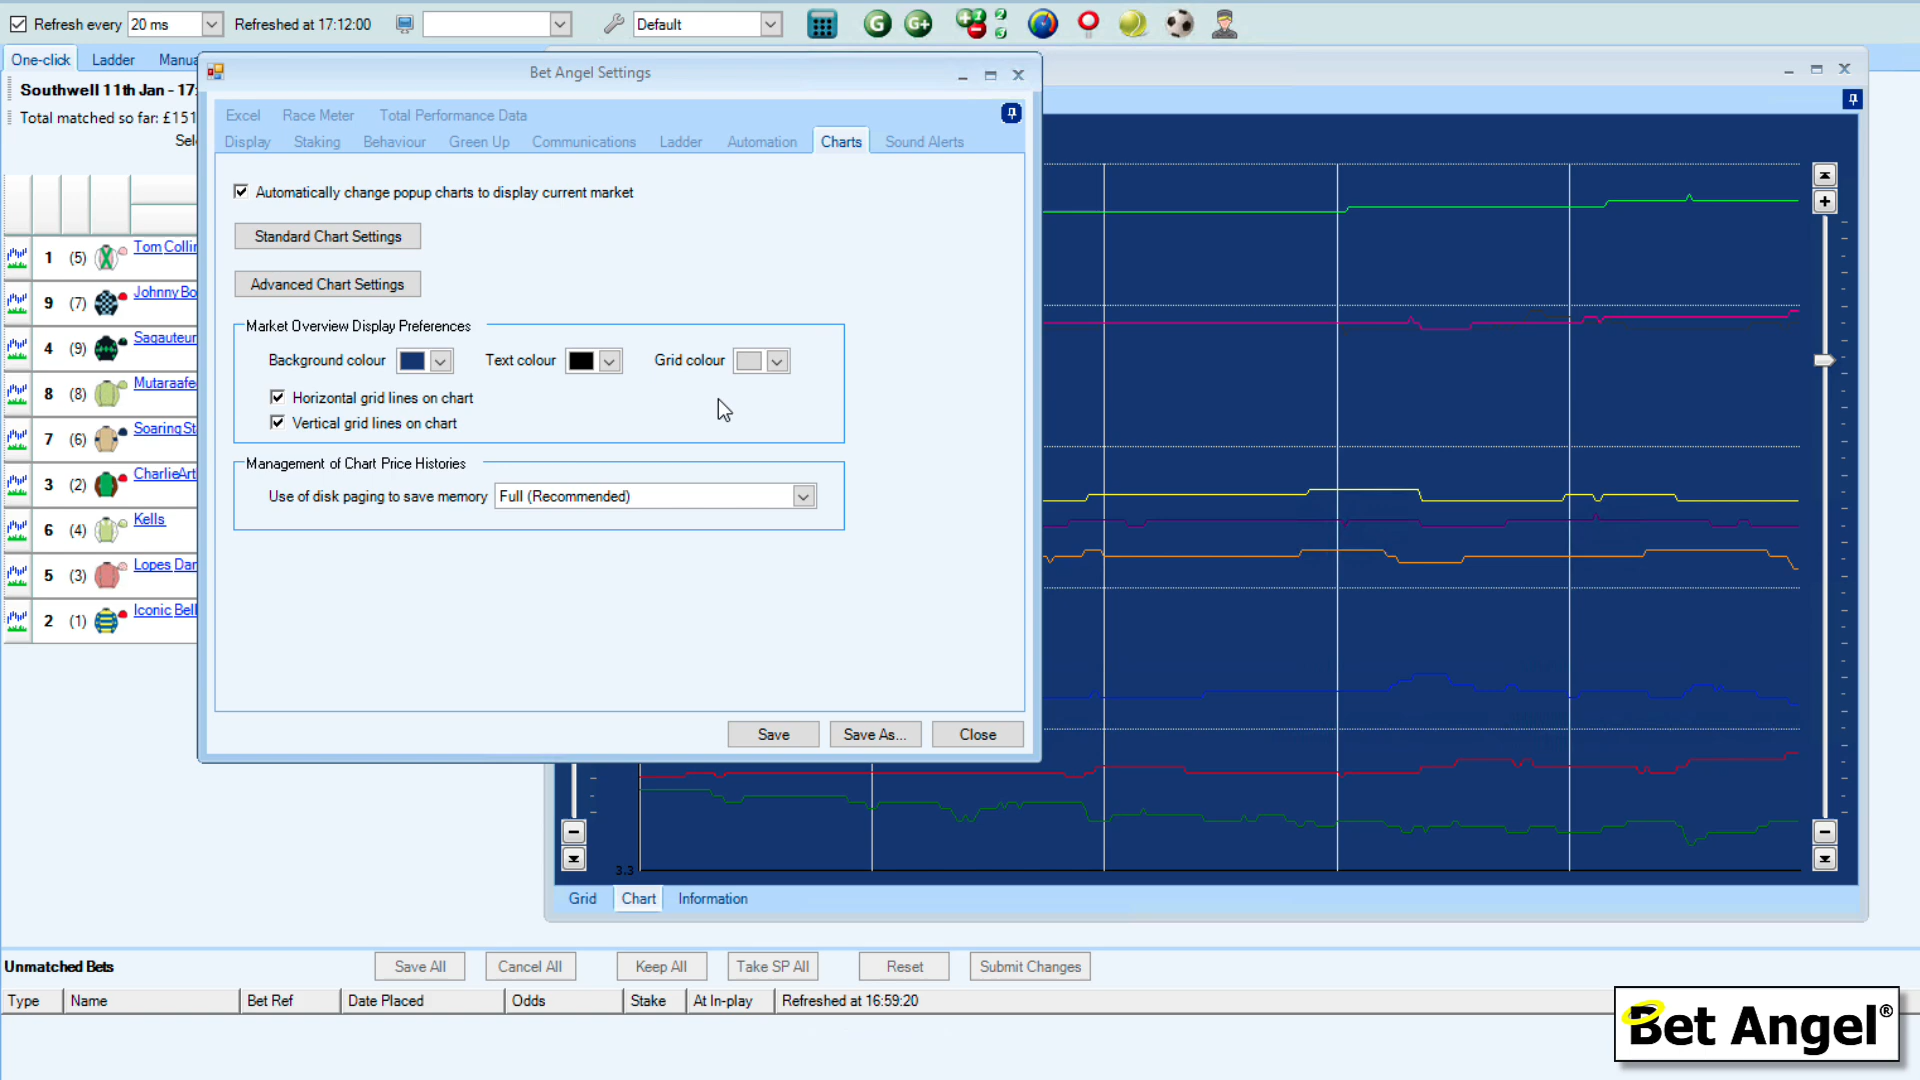 Refresh every 20 ms Refreshed at 17:12:00 Default G G+
One-click Ladder Manua
Southwell 11th Jan - 17:
Total matched so far: £151
Sel
Bet Angel Settings
Excel Race Meter Total Performance Data
Display Staking Behaviour Green Up Communications Ladder Automation Charts Sound Alerts
Automatically change popup charts to display current market
Standard Chart Settings
Advanced Chart Settings
Market Overview Display Preferences
Background colour Text colour Grid colour
Horizontal grid lines on chart
Vertical grid lines on chart
Management of Chart Price Histories
Use of disk paging to save memory Full (Recommended)
Save Save As... Close
1 (5) Tom Collin
9 (7) Johnny Bo
4 (9) Sagauteur
8 (8) Mutaraafe
7 (6) Soaring St
3 (2) CharlieArt
6 (4) Kells
5 (3) Lopes Dan
2 (1) Iconic Bell
3.3
Grid Chart Information
Unmatched Bets Save All Cancel All Keep All Take SP All Reset Submit Changes
Type Name Bet Ref Date Placed Odds Stake At In-play Refreshed at 16:59:20
Bet Angel®